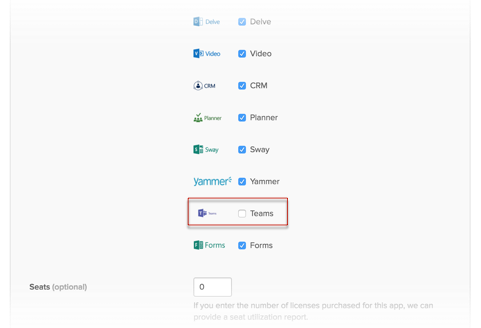 Delve Delve
Video Video
CRM CRM
Planner Planner
Sway Sway
yammer Yammer
Teams Teams
Forms Forms
Seats (optional) 0
If you enter the number of licenses purchased for this app, we can
provide a seat utilization report.